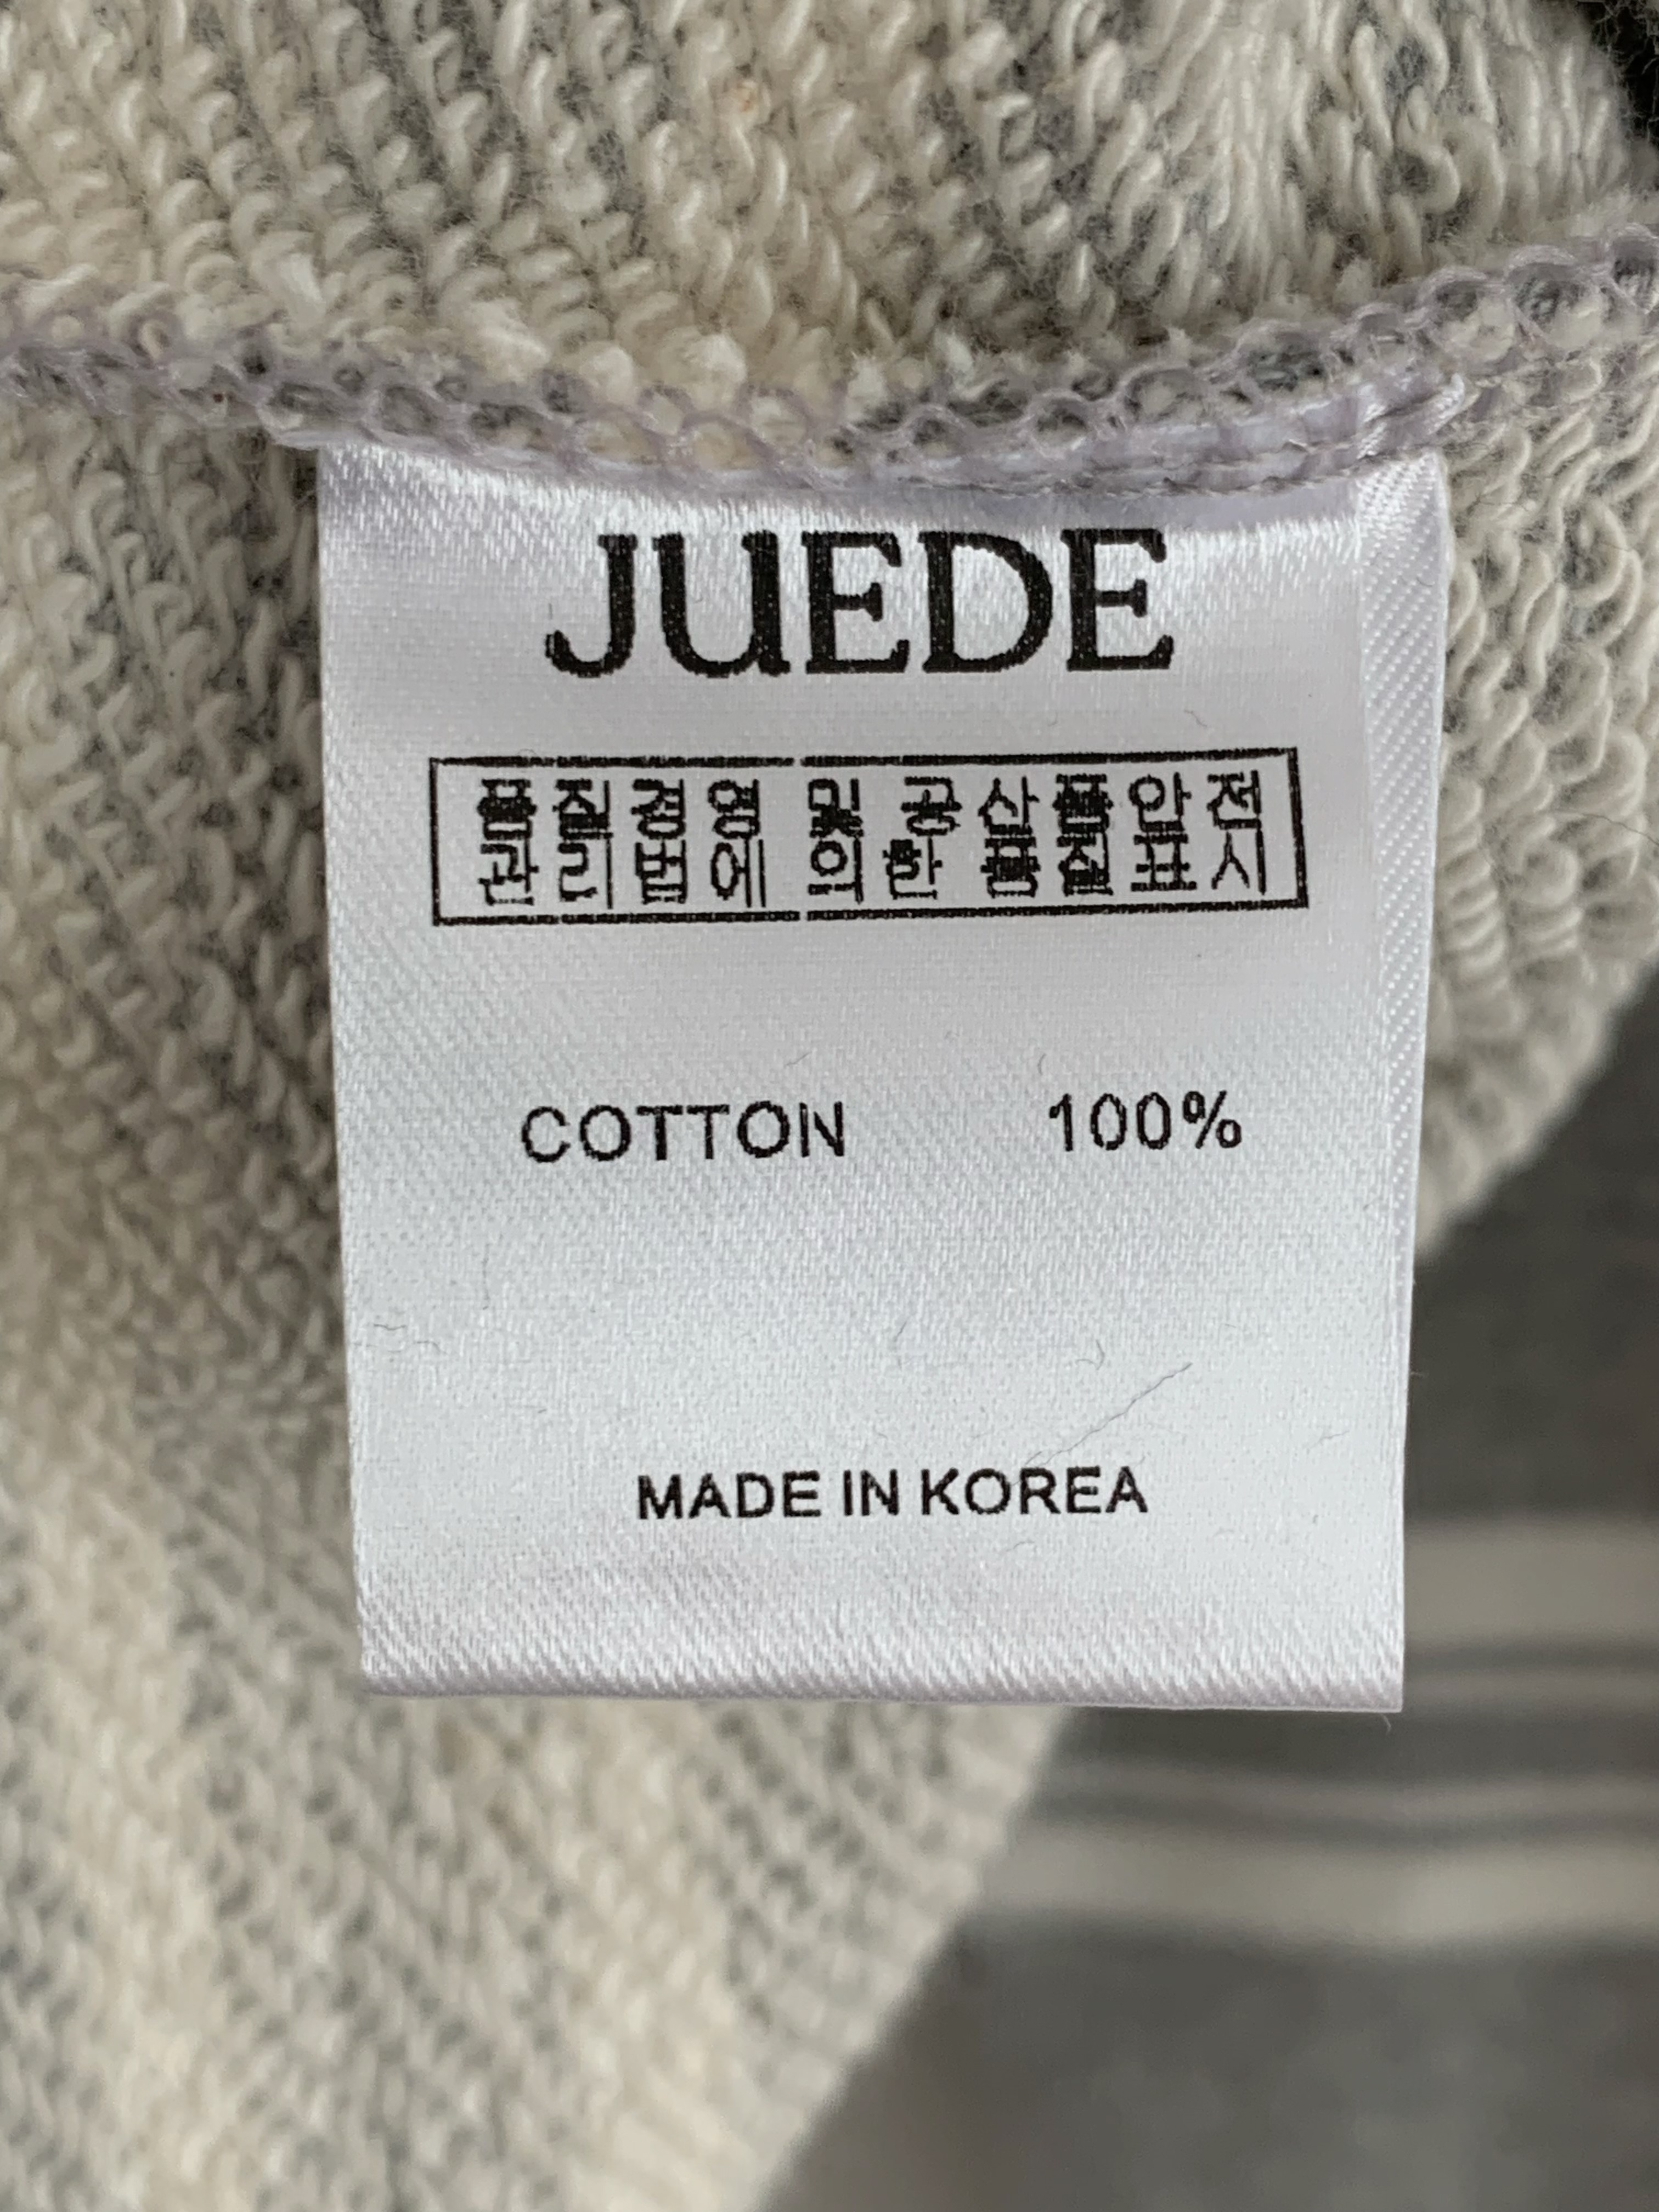 JUEDE
품질경영 및 공산품안전
관리법에 의한 품질표시
COTTON 100%
MADE IN KOREA